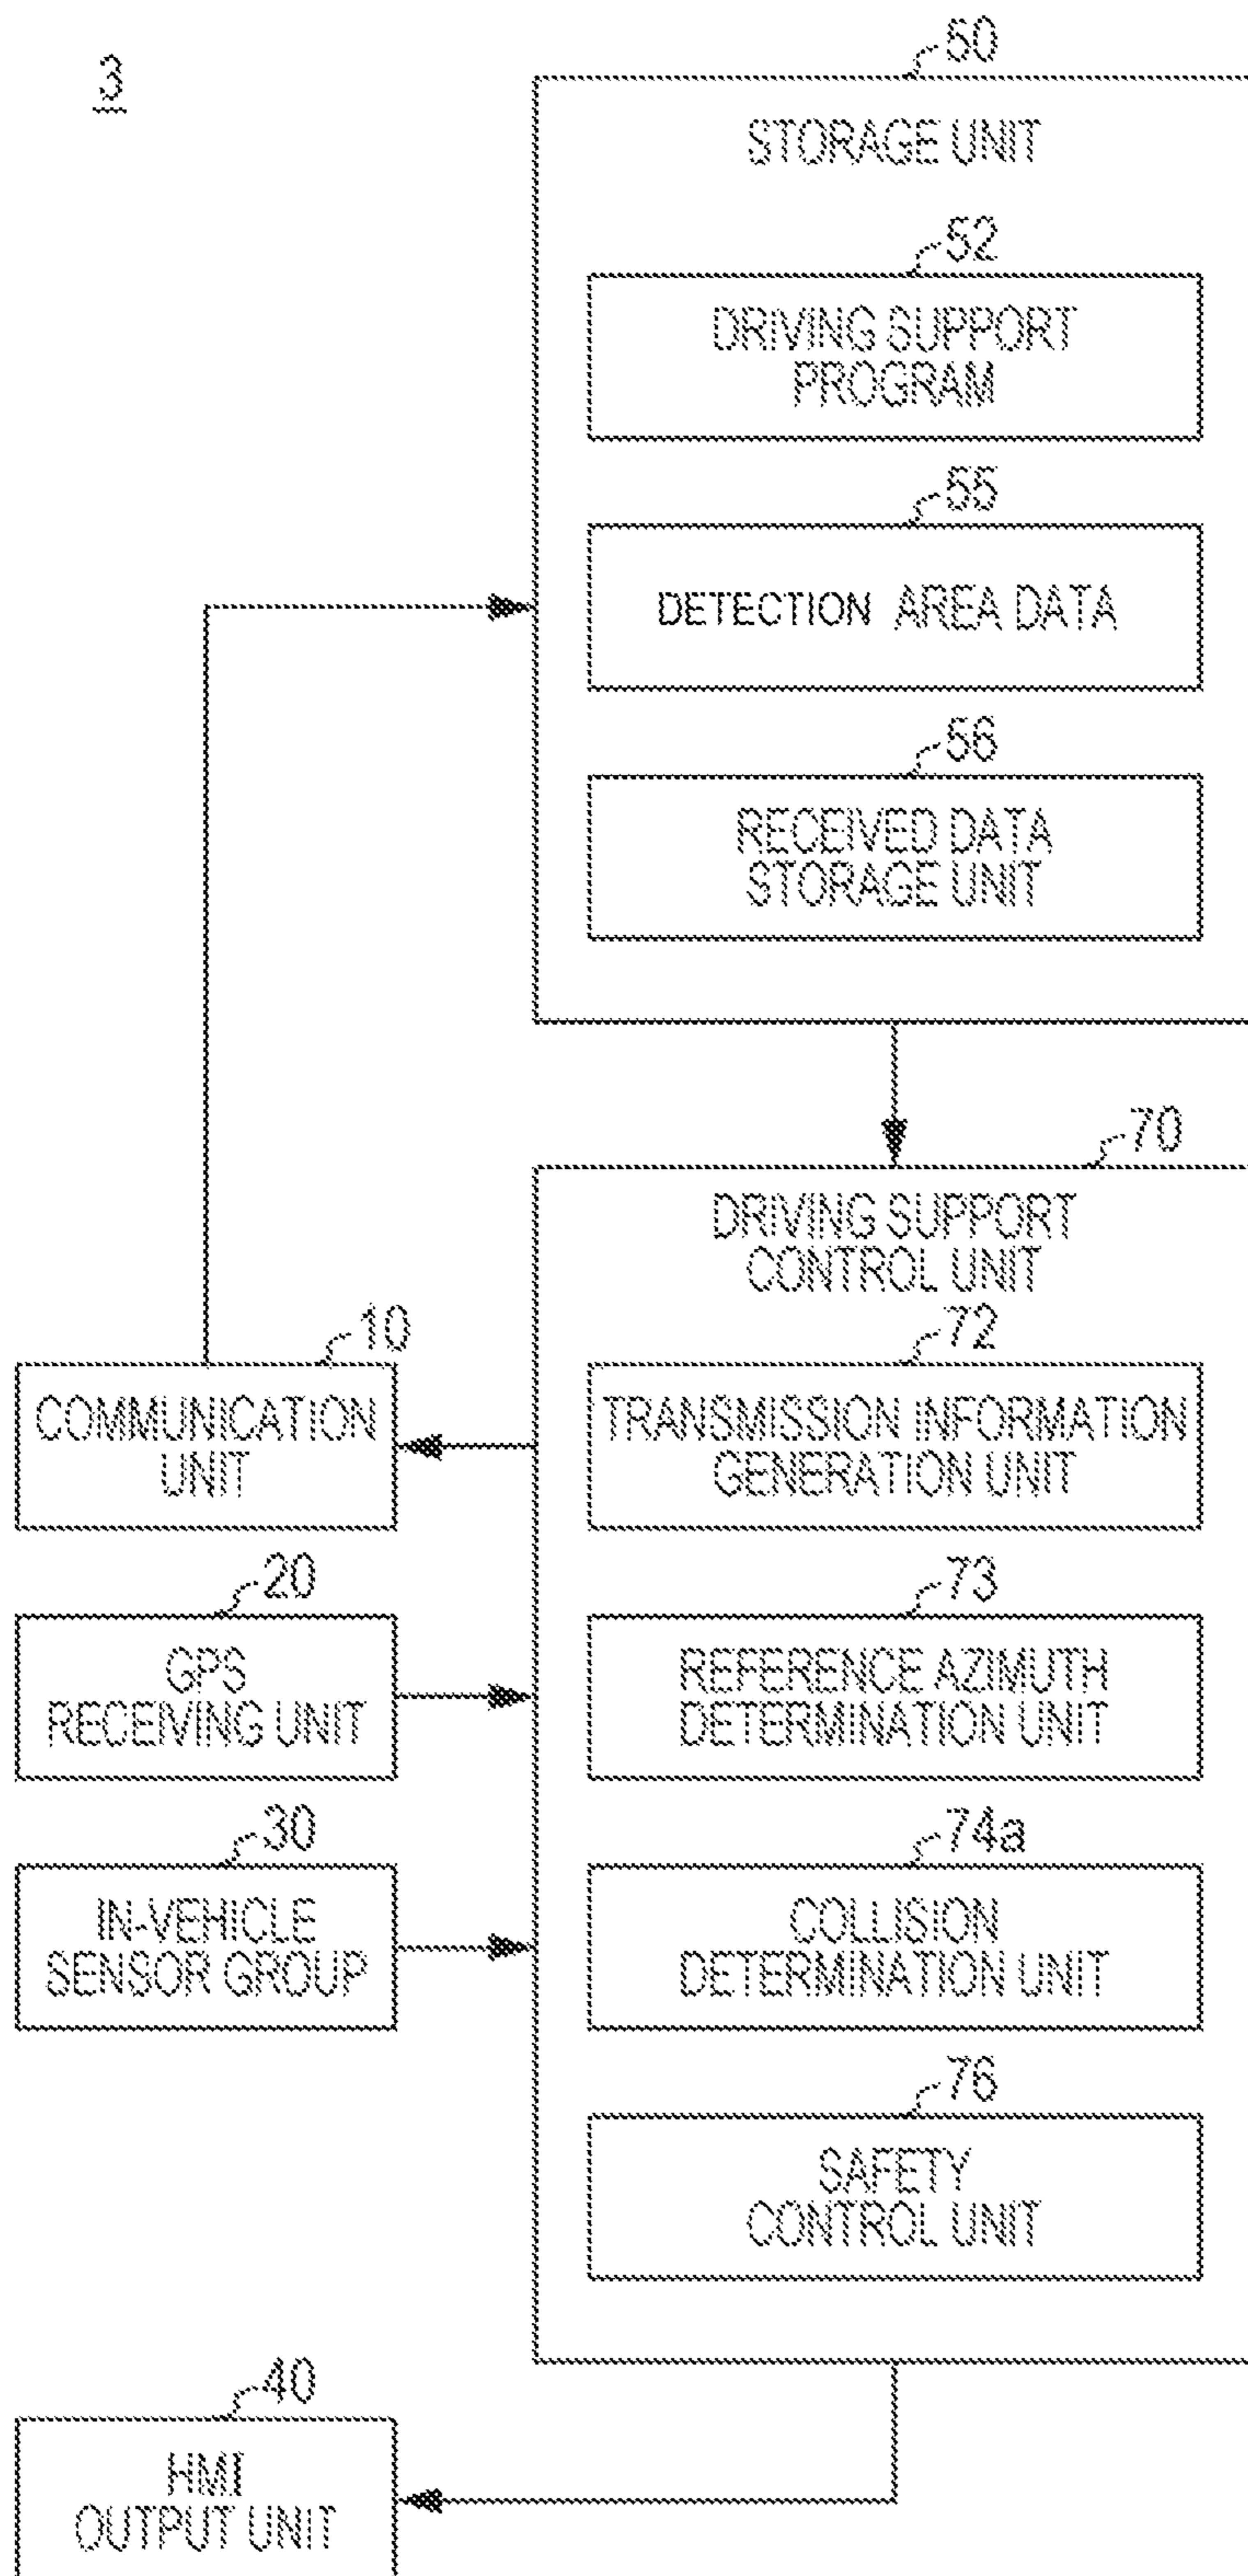 3
50
STORAGE UNIT
52
DRIVING SUPPORT
PROGRAM
55
DETECTION AREA DATA
56
RECEIVED DATA
STORAGE UNIT
70
DRIVING SUPPORT
CONTROL UNIT
10
COMMUNICATION
UNIT
72
TRANSMISSION INFORMATION
GENERATION UNIT
20
GPS
RECEIVING UNIT
73
REFERENCE AZIMUTH
DETERMINATION UNIT
30
IN-VEHICLE
SENSOR GROUP
74a
COLLISION
DETERMINATION UNIT
76
SAFETY
CONTROL UNIT
40
HMI
OUTPUT UNIT